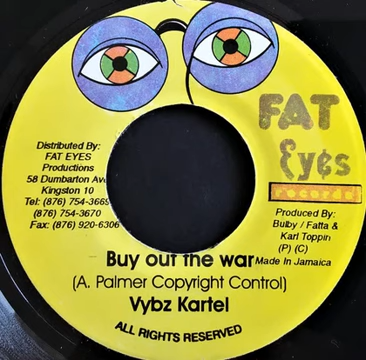 FAT
Eyes
records
Distributed By:
FAT EYES
Productions
58 Dumbarton Ave
Kingston 10
Tel: (876) 754-3669
(876) 754-3670
Fax: (876) 920-6306
Produced By:
Bulby / Fatta &
Karl Toppin
(P) (C)
Made In Jamaica
Buy out the war
(A. Palmer Copyright Control)
Vybz Kartel
ALL RIGHTS RESERVED